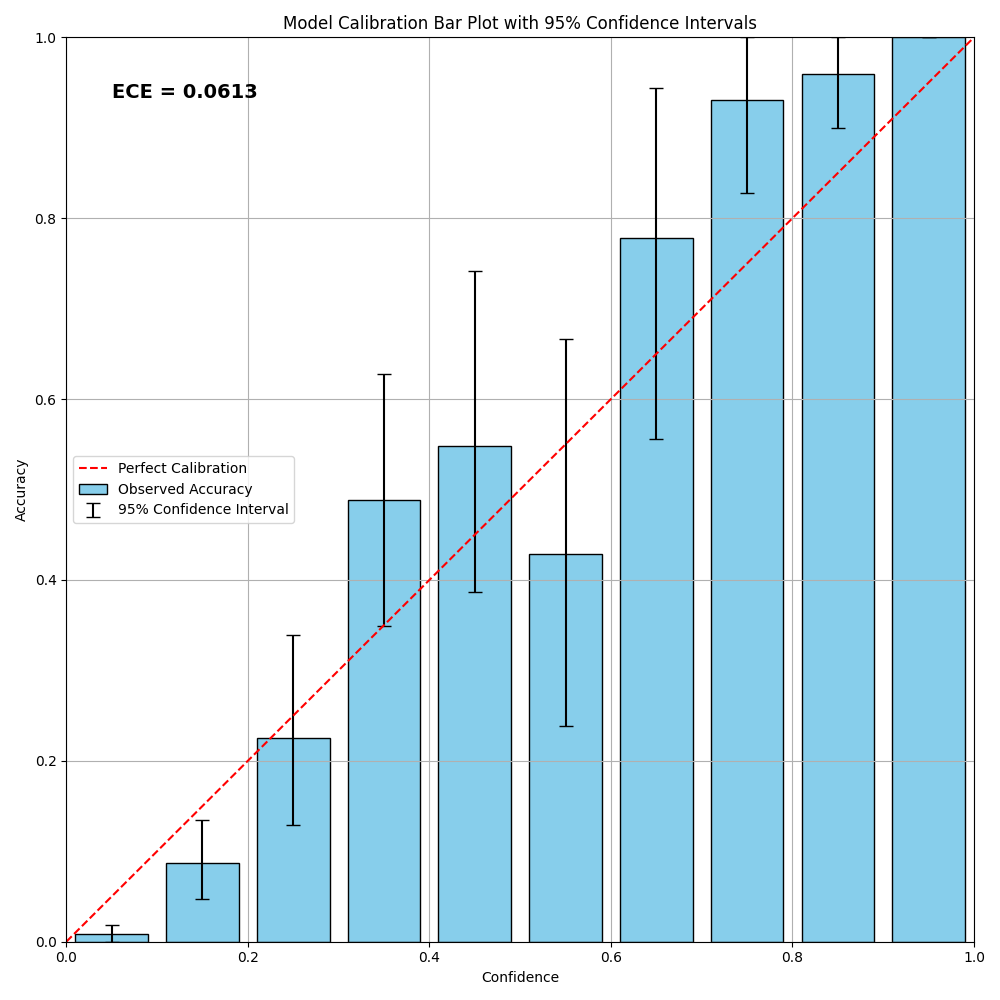 Model Calibration Bar Plot with 95% Confidence Intervals
1.0
ECE = 0.0613
0.8
0.6
Accuracy
Perfect Calibration
Observed Accuracy
95% Confidence Interval
0.4
0.2
0.0
0.0 0.2 0.4 0.6 0.8 1.0
Confidence